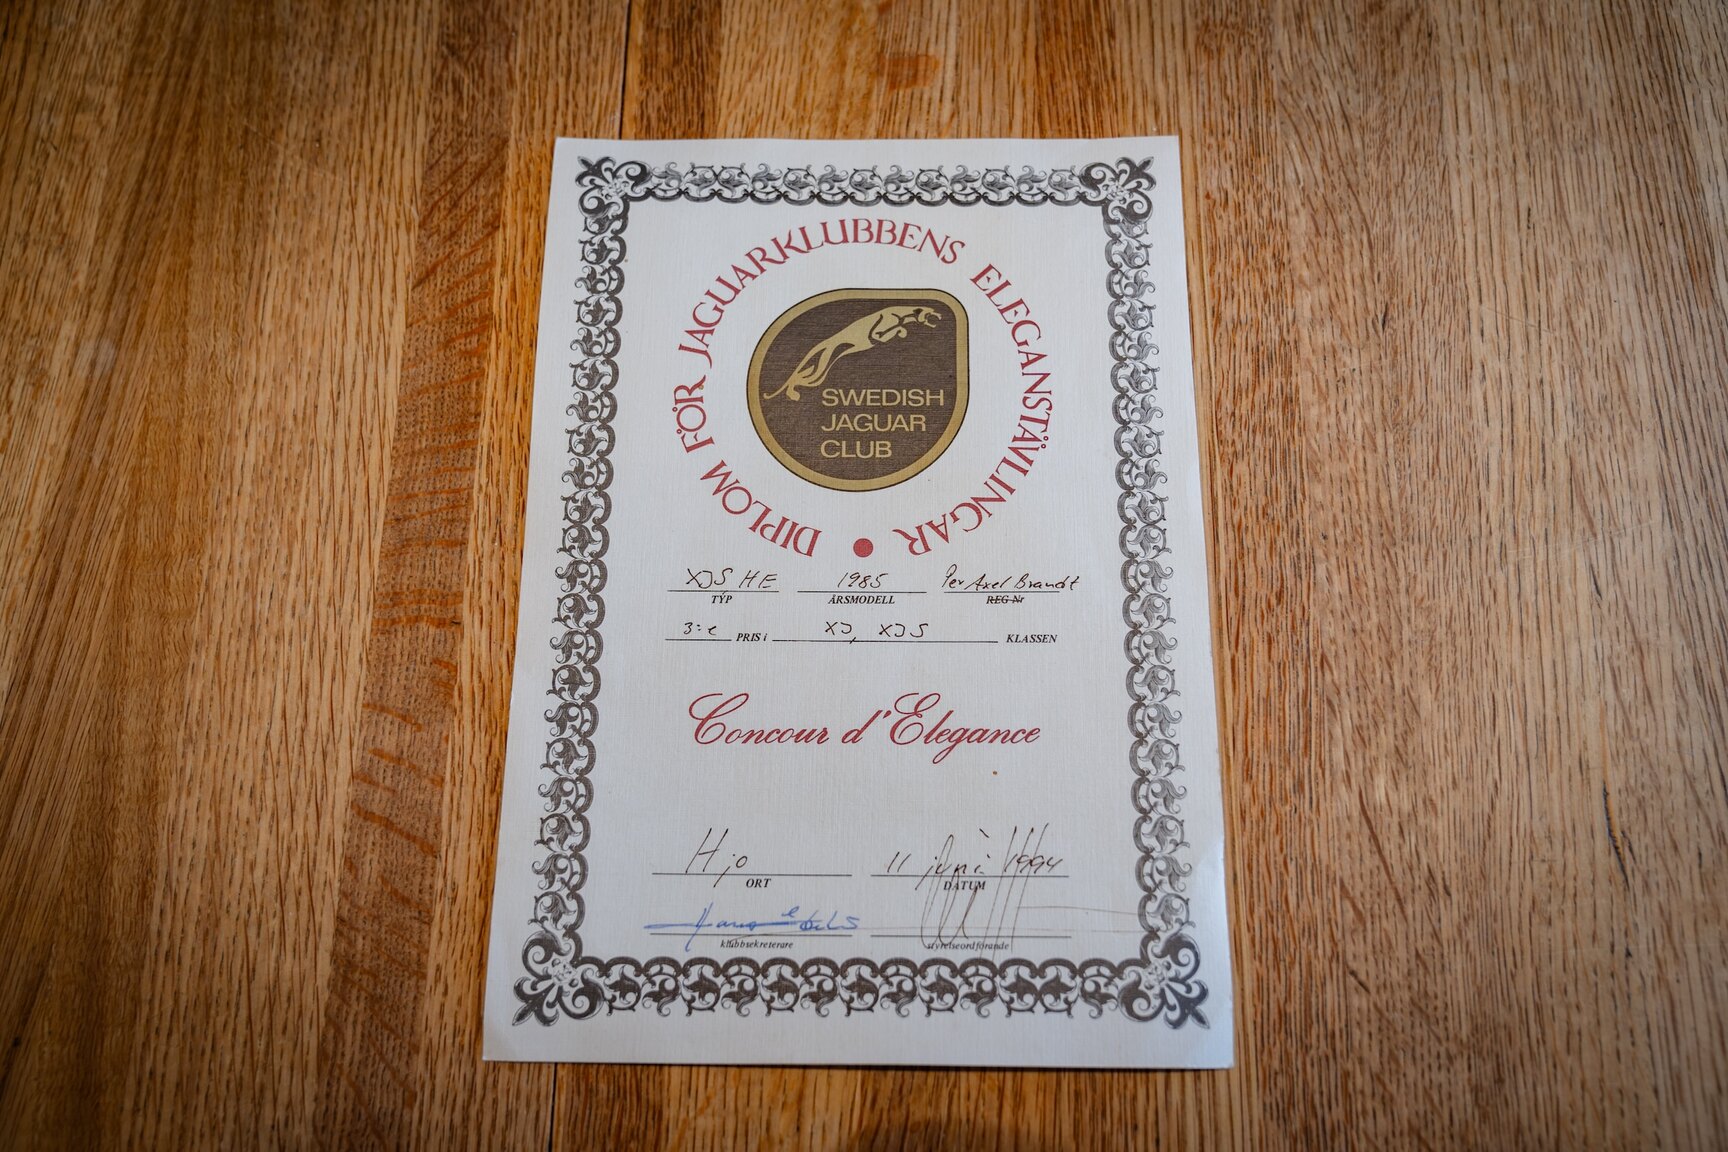 DIPLOM FÖR JAGUARKLUBBENS ELEGANSTÄVLINGAR
SWEDISH
JAGUAR
CLUB
XJS HE 1985 Per Axel Brandt
TYP ÅRSMODELL REG Nr
3:e PRIS i XJ, XJS KLASSEN
Concour d'Elegance
Hjo 11 juni 1994
ORT DATUM
klubbsekreterare styrelseordförande